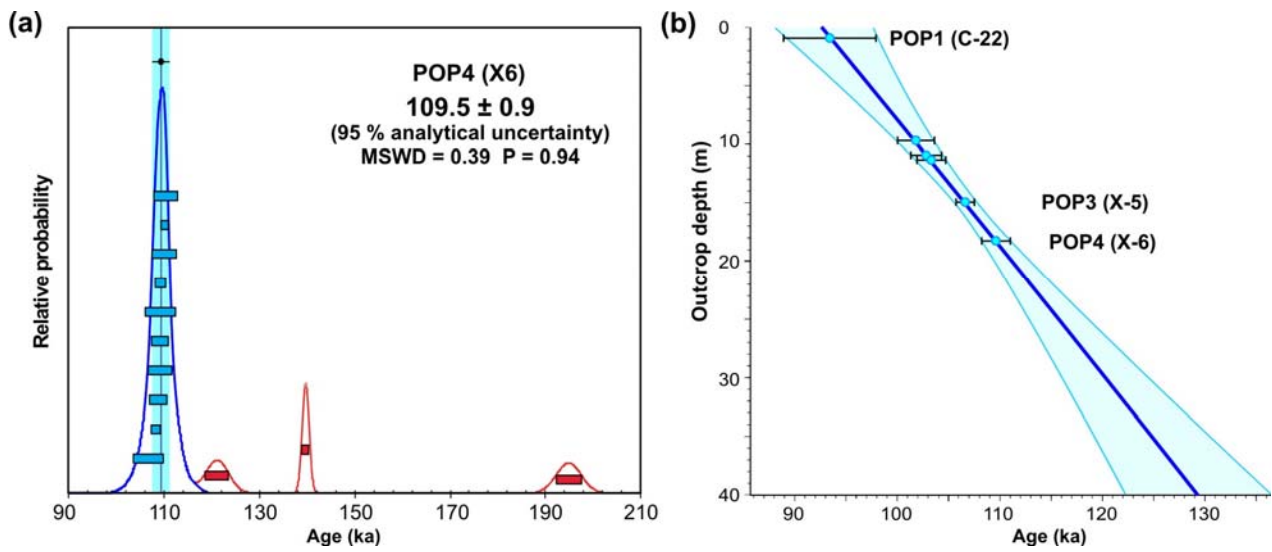 (a)
POP4 (X6)
109.5 ± 0.9
(95 % analytical uncertainty)
MSWD = 0.39 P = 0.94
Relative probability
90 110 130 150 170 190 210
Age (ka)
(b)
0
10
20
30
40
Outcrop depth (m)
POP1 (C-22)
POP3 (X-5)
POP4 (X-6)
90 100 110 120 130
Age (ka)